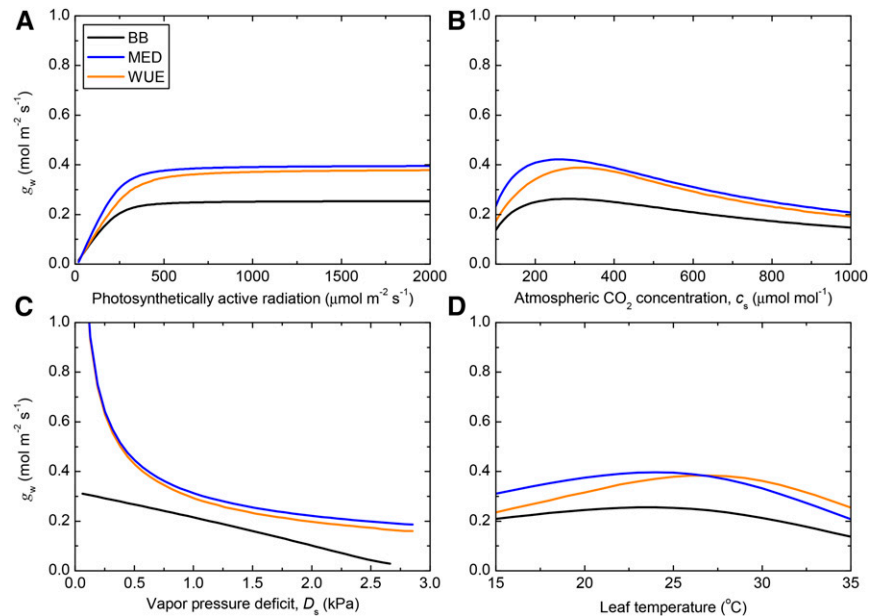 A
BB
MED
WUE
1.0
0.8
0.6
0.4
0.2
0.0
g_w (mol m⁻² s⁻¹)
0 250 500 750 1000 1250 1500 1750 2000
Photosynthetically active radiation (μmol m⁻² s⁻¹)
B
1.0
0.8
0.6
0.4
0.2
0.0
200 400 600 800 1000
Atmospheric CO₂ concentration, c_s (μmol mol⁻¹)
C
1.0
0.8
0.6
0.4
0.2
0.0
g_w (mol m⁻² s⁻¹)
0.0 0.5 1.0 1.5 2.0 2.5 3.0
Vapor pressure deficit, D_s (kPa)
D
1.0
0.8
0.6
0.4
0.2
0.0
15 20 25 30 35
Leaf temperature (°C)